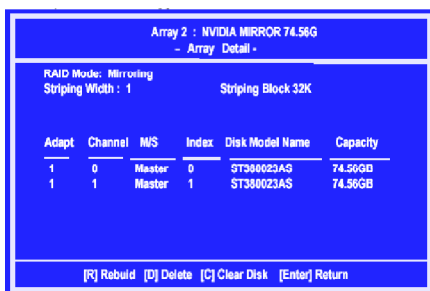 Array 2 : NVIDIA MIRROR 74.56G
- Array Detail -
RAID Mode: Mirroring
Striping Width : 1 Striping Block 32K
Adapt Channel M/S Index Disk Model Name Capacity
1 0 Master 0 ST380023AS 74.56GB
1 1 Master 1 ST380023AS 74.56GB
[R] Rebuid [D] Delete [C] Clear Disk [Enter] Return